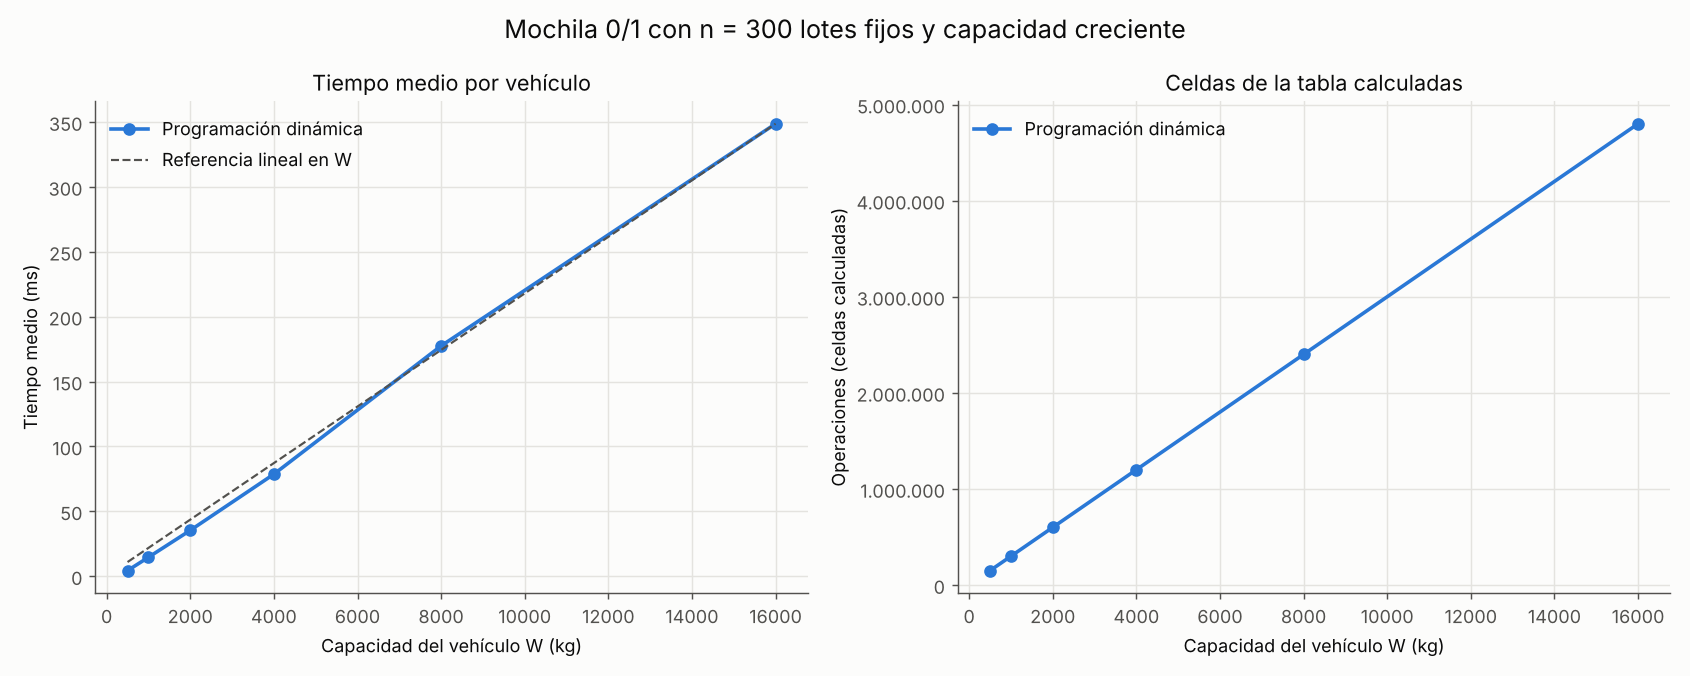 Mochila 0/1 con n = 300 lotes fijos y capacidad creciente
Tiempo medio por vehículo
Programación dinámica
Referencia lineal en W
Tiempo medio (ms)
350
300
250
200
150
100
50
0
0 2000 4000 6000 8000 10000 12000 14000 16000
Capacidad del vehículo W (kg)
Celdas de la tabla calculadas
Programación dinámica
Operaciones (celdas calculadas)
5.000.000
4.000.000
3.000.000
2.000.000
1.000.000
0
0 2000 4000 6000 8000 10000 12000 14000 16000
Capacidad del vehículo W (kg)